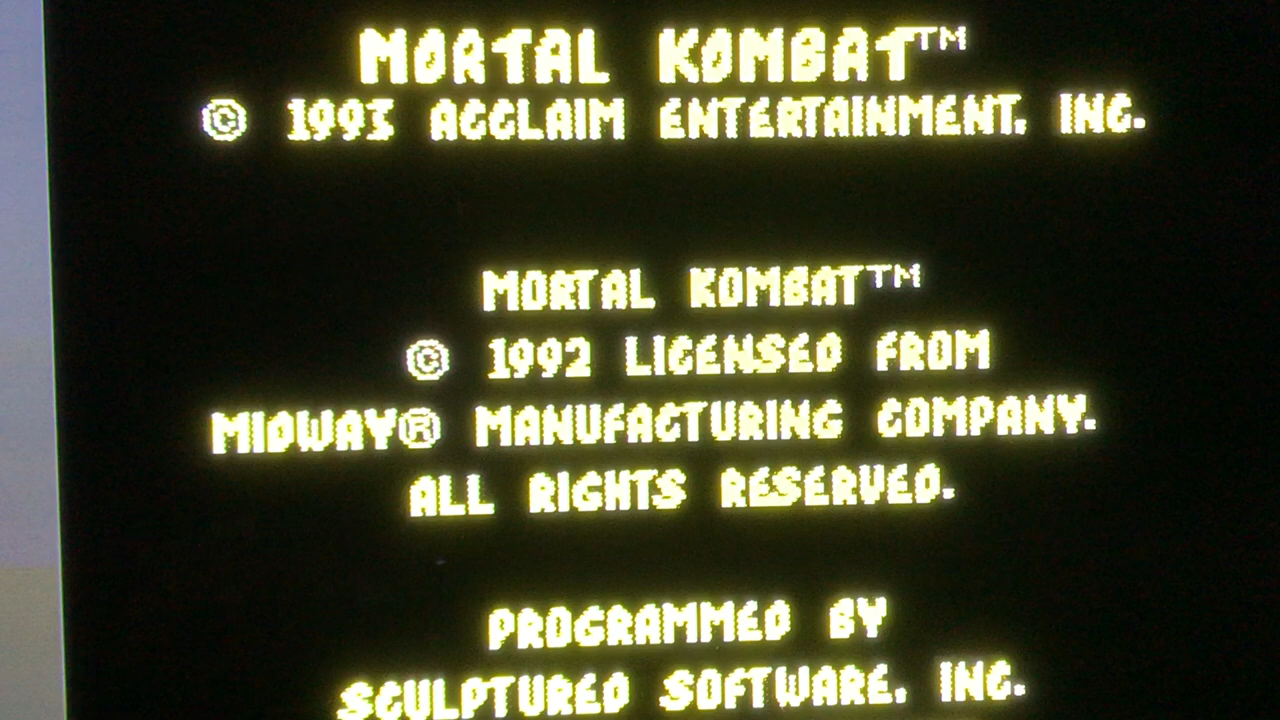 MORTAL KOMBAT™
© 1993 ACCLAIM ENTERTAINMENT, INC.
MORTAL KOMBAT™
© 1992 LICENSED FROM
MIDWAY® MANUFACTURING COMPANY.
ALL RIGHTS RESERVED.
PROGRAMMED BY
SCULPTURED SOFTWARE, INC.